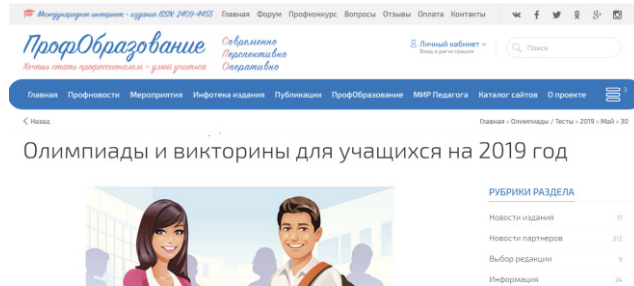 Международное интернет - издание ISSN 2409-4455 Главная Форум Профконкурс Вопросы Отзывы Оплата Контакты
ПрофОбразование
Хочешь стать профессионалом - умей учиться
Современно
Перспективно
Оперативно
Личный кабинет
Вход и регистрация
Поиск
Главная Профновости Мероприятия Инфотека издания Публикации ПрофОбразование МИР Педагога Каталог сайтов О проекте 3
Назад
Главная » Олимпиады / Тесты » 2019 » Май » 30
Олимпиады и викторины для учащихся на 2019 год
РУБРИКИ РАЗДЕЛА
Новости издания 17
Новости партнеров 212
Выбор редакции 9
Информация 24